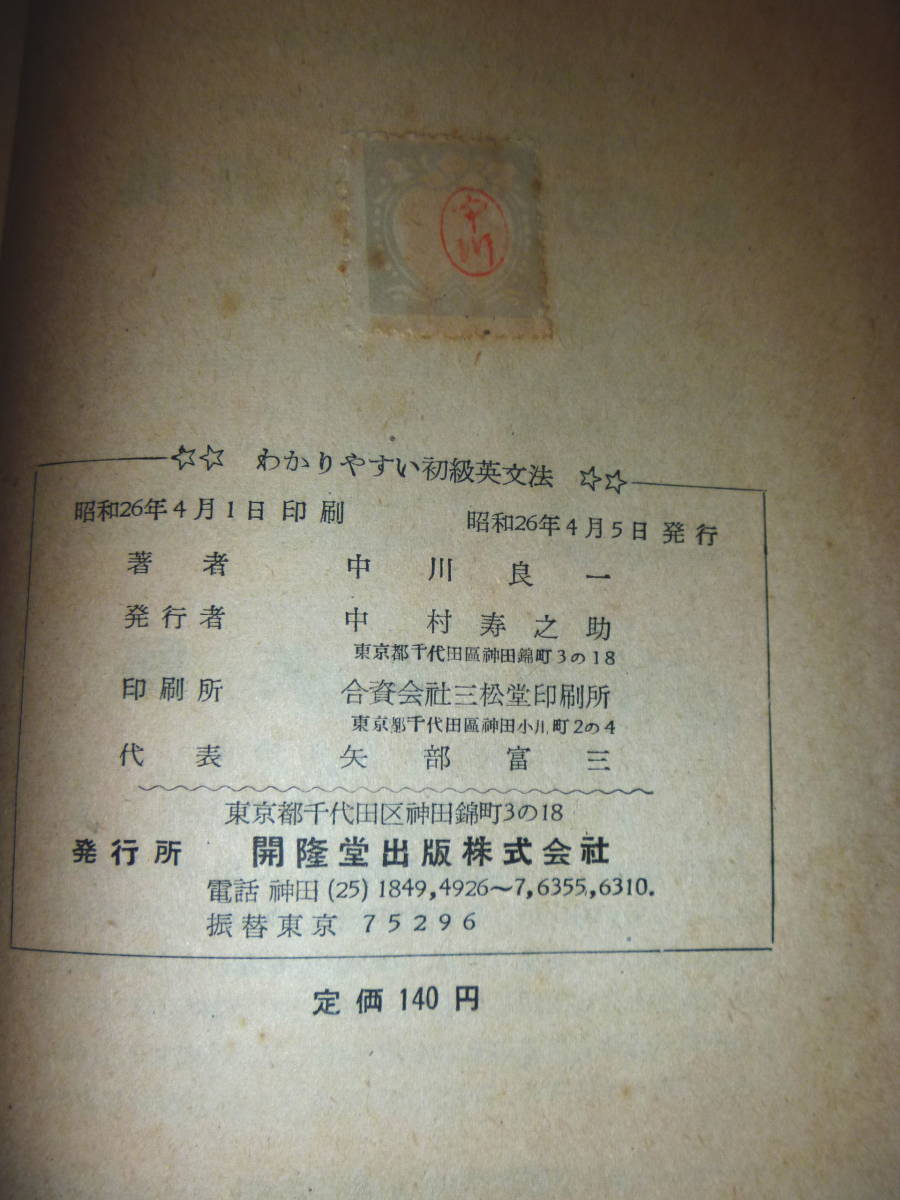 中川
☆☆ わかりやすい初級英文法 ☆☆
昭和26年4月1日 印刷 昭和26年4月5日 発行
著者 中川良一
発行者 中村寿之助
東京都千代田區神田錦町3の18
印刷所 合資会社三松堂印刷所
東京都千代田區神田小川町2の4
代表 矢部富三
東京都千代田区神田錦町3の18
発行所 開隆堂出版株式会社
電話 神田 (25) 1849,4926〜7,6355,6310.
振替東京 75296
定価 140 円